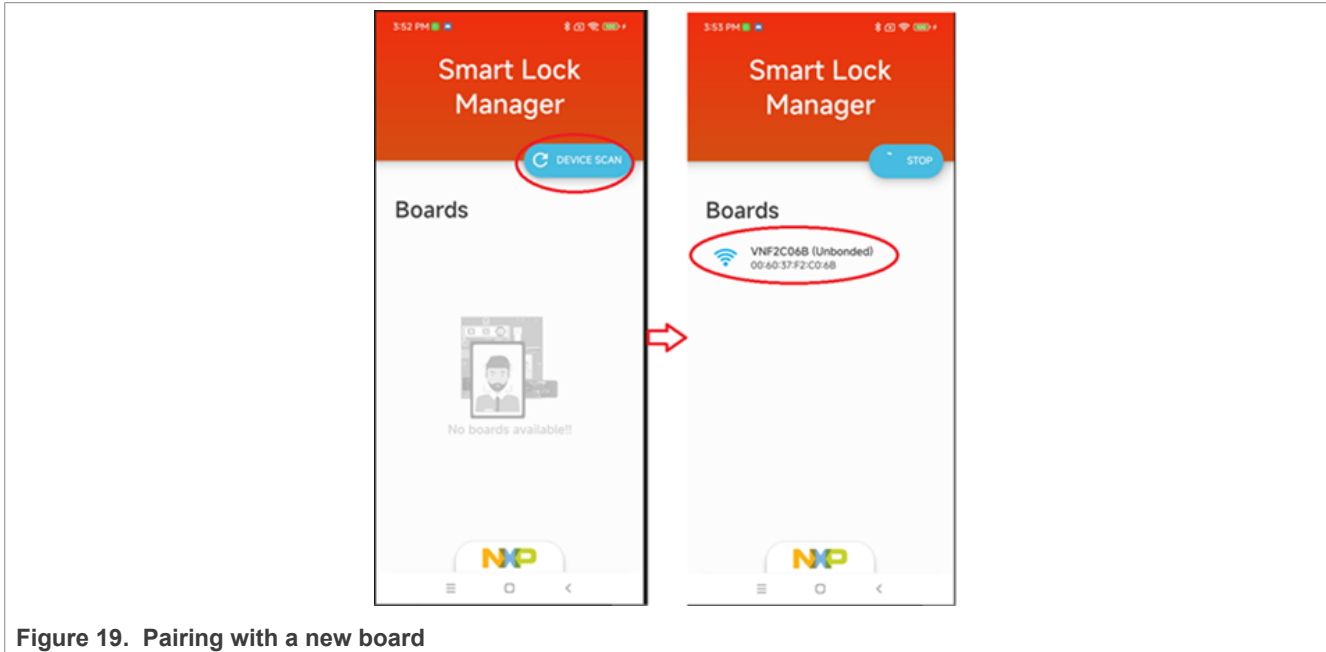 3:52 PM
Smart Lock
Manager
DEVICE SCAN
Boards
No boards available!!
NXP
3:53 PM
Smart Lock
Manager
STOP
Boards
VNF2C06B (Unbonded)
00:60:37:F2:C0:6B
NXP
Figure 19. Pairing with a new board